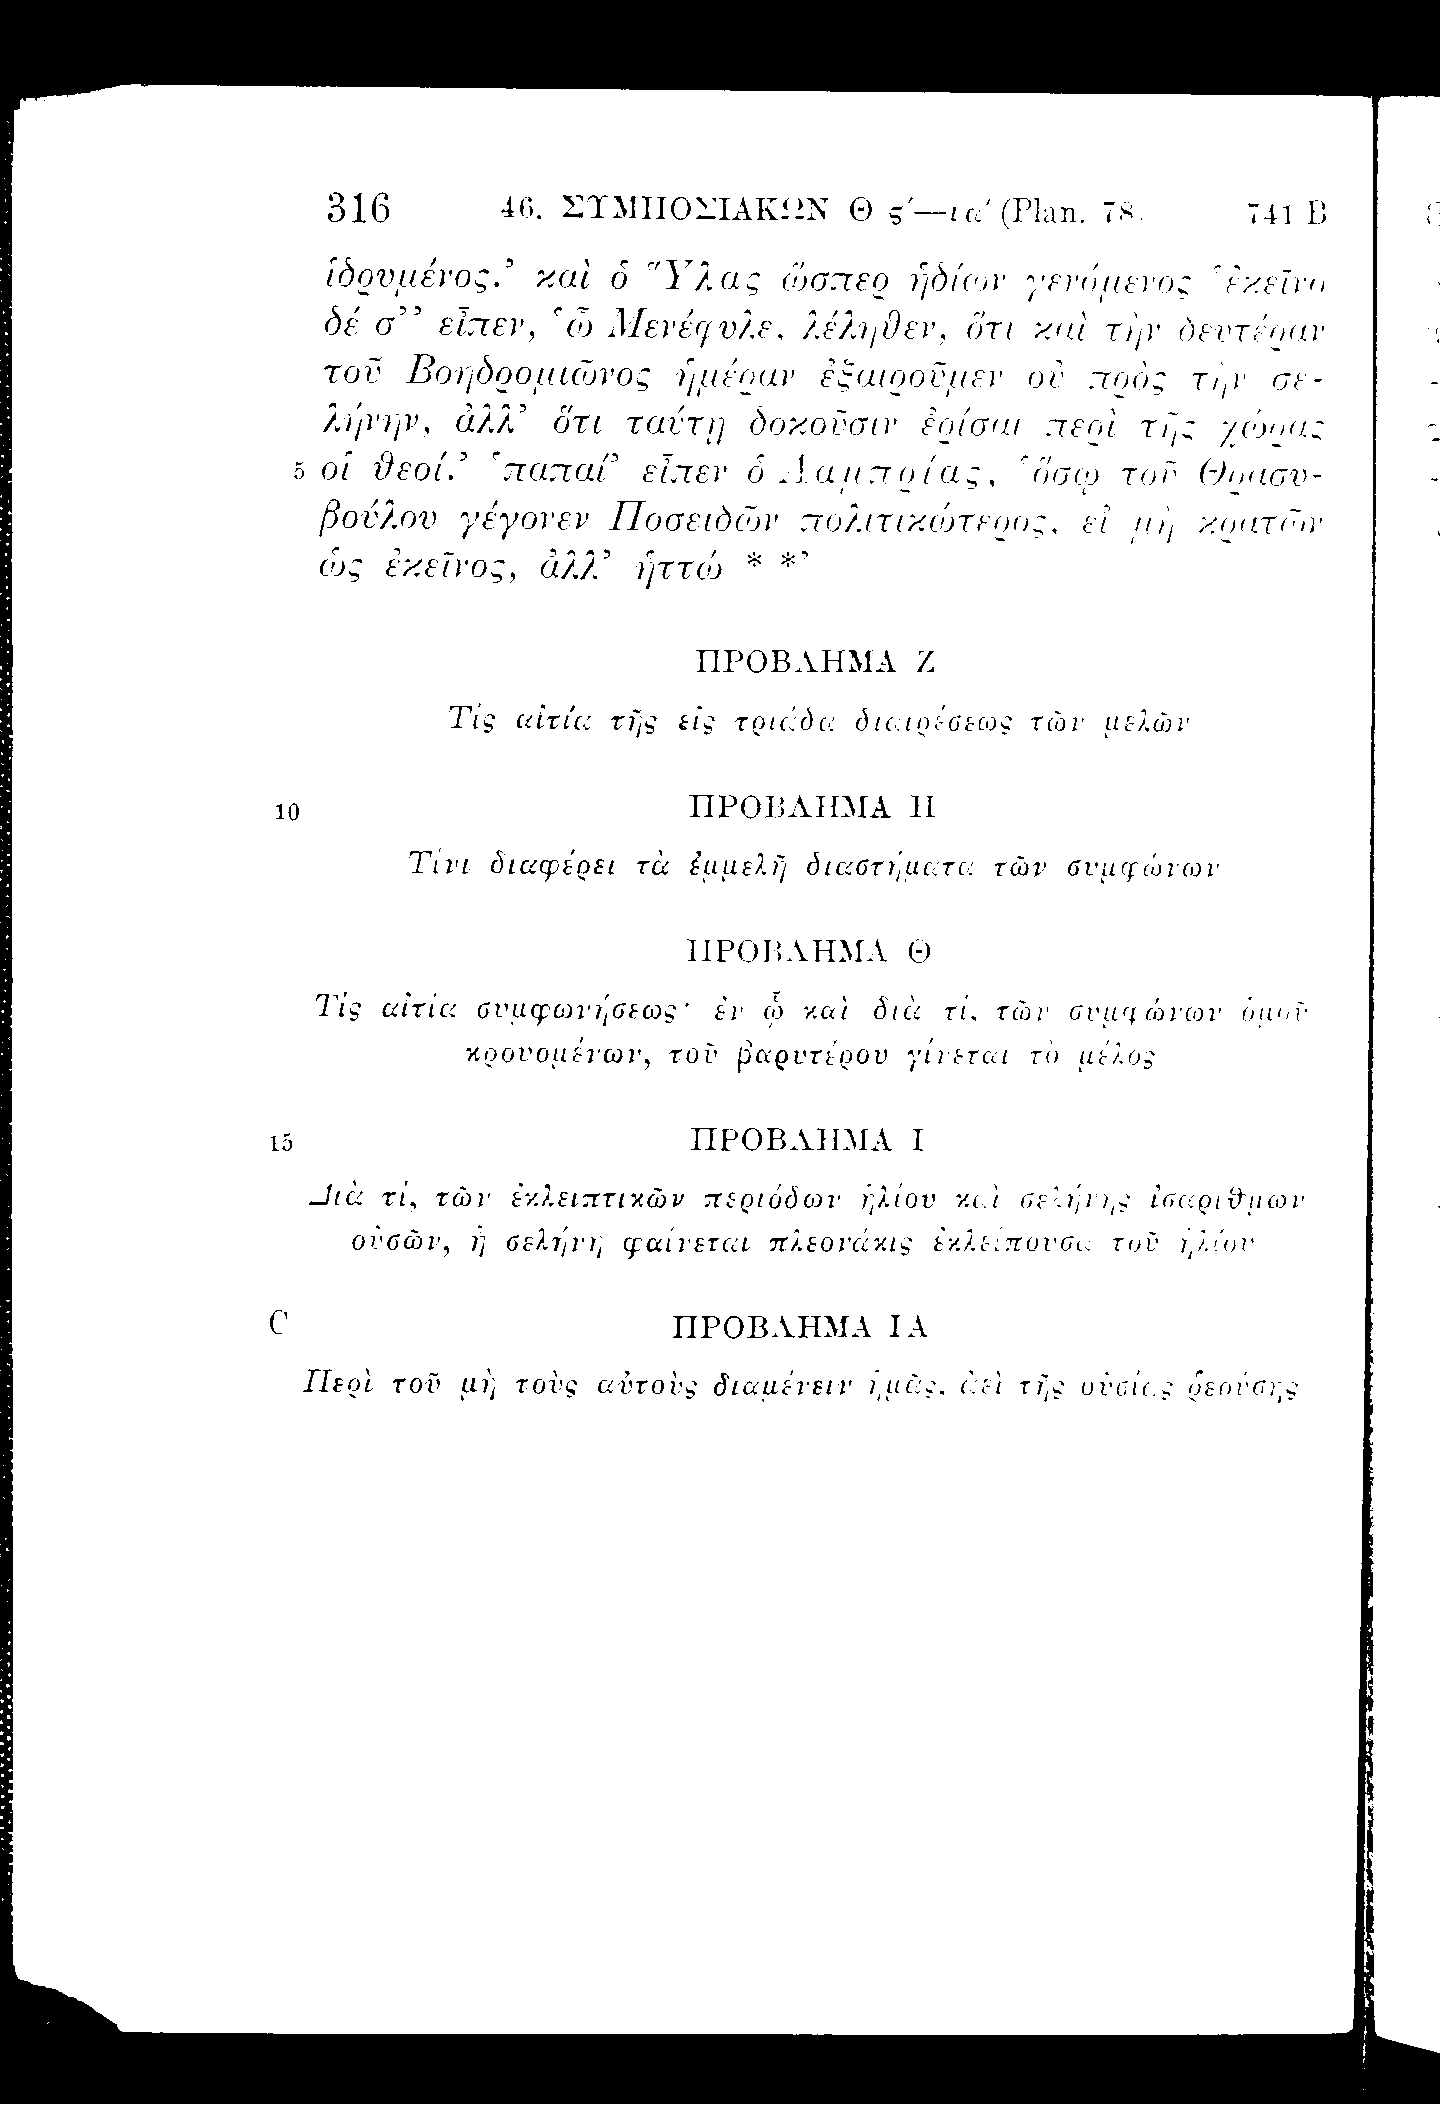 316 46. ΣΥΜΠΟΣΙΑΚΩΝ Θ ϛ´—ια´ (Plan. 78. 741 B
ἱδρυμένος.’ καὶ ὁ Ὕλας ὥσπερ ἡδίων γενόμενος ‘ἐκεῖνο
δέ σ’’ εἶπεν, ‘ὦ Μενέφυλε, λέληθεν, ὅτι καὶ τὴν δευτέραν
τοῦ Βοηδρομιῶνος ἡμέραν ἐξαιροῦμεν οὐ πρὸς τὴν σε-
λήνην, ἀλλ’ ὅτι ταύτῃ δοκοῦσιν ἐρίσαι περὶ τῆς χώρας
5 οἱ θεοί.’ ‘παπαί’ εἶπεν ὁ Λαμπρίας, ‘ὅσῳ τοῦ Θρασυ-
βούλου γέγονεν Ποσειδῶν πολιτικώτερος, εἰ μὴ κρατῶν
ὡς ἐκεῖνος, ἀλλ’ ἡττώ * *’
ΠΡΟΒΛΗΜΑ Ζ
Τίς αἰτία τῆς εἰς τριάδα διαιρέσεως τῶν μελῶν
10 ΠΡΟΒΛΗΜΑ Η
Τίνι διαφέρει τὰ ἐμμελῆ διαστήματα τῶν συμφώνων
ΠΡΟΒΛΗΜΑ Θ
Τίς αἰτία συμφωνήσεως· ἐν ᾧ καὶ διὰ τί, τῶν συμφώνων ὁμοῦ
κρουομένων, τοῦ βαρυτέρου γίνεται τὸ μέλος
15 ΠΡΟΒΛΗΜΑ Ι
Διὰ τί, τῶν ἐκλειπτικῶν περιόδων ἡλίου καὶ σελήνης ἰσαρίθμων
οὐσῶν, ἡ σελήνη φαίνεται πλεονάκις ἐκλείπουσα τοῦ ἡλίου
C ΠΡΟΒΛΗΜΑ ΙΑ
Περὶ τοῦ μὴ τοὺς αὐτοὺς διαμένειν ἡμᾶς, ἀεὶ τῆς οὐσίας ῥεούσης